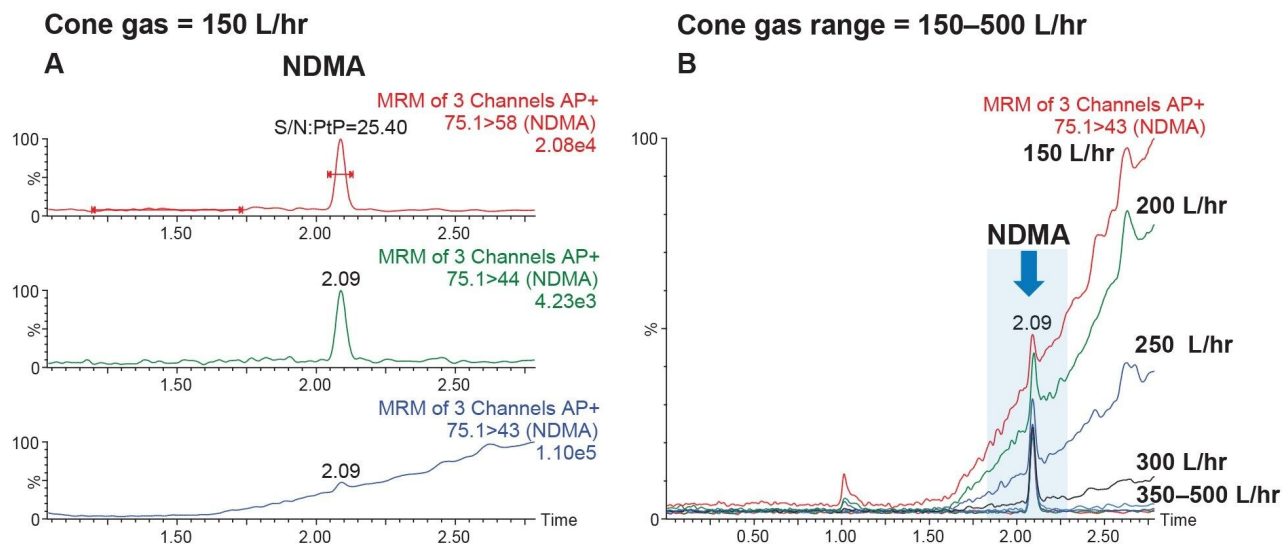 Cone gas = 150 L/hr
A
NDMA
MRM of 3 Channels AP+
S/N:PtP=25.40
75.1>58 (NDMA)
2.08e4
100
%
0
1.50
2.00
2.50
MRM of 3 Channels AP+
75.1>44 (NDMA)
4.23e3
2.09
100
%
0
1.50
2.00
2.50
MRM of 3 Channels AP+
75.1>43 (NDMA)
1.10e5
2.09
100
%
0
Time
1.50
2.00
2.50
Cone gas range = 150–500 L/hr
B
MRM of 3 Channels AP+
75.1>43 (NDMA)
100
150 L/hr
200 L/hr
NDMA
2.09
%
250 L/hr
300 L/hr
350–500 L/hr
0
Time
0.50
1.00
1.50
2.00
2.50